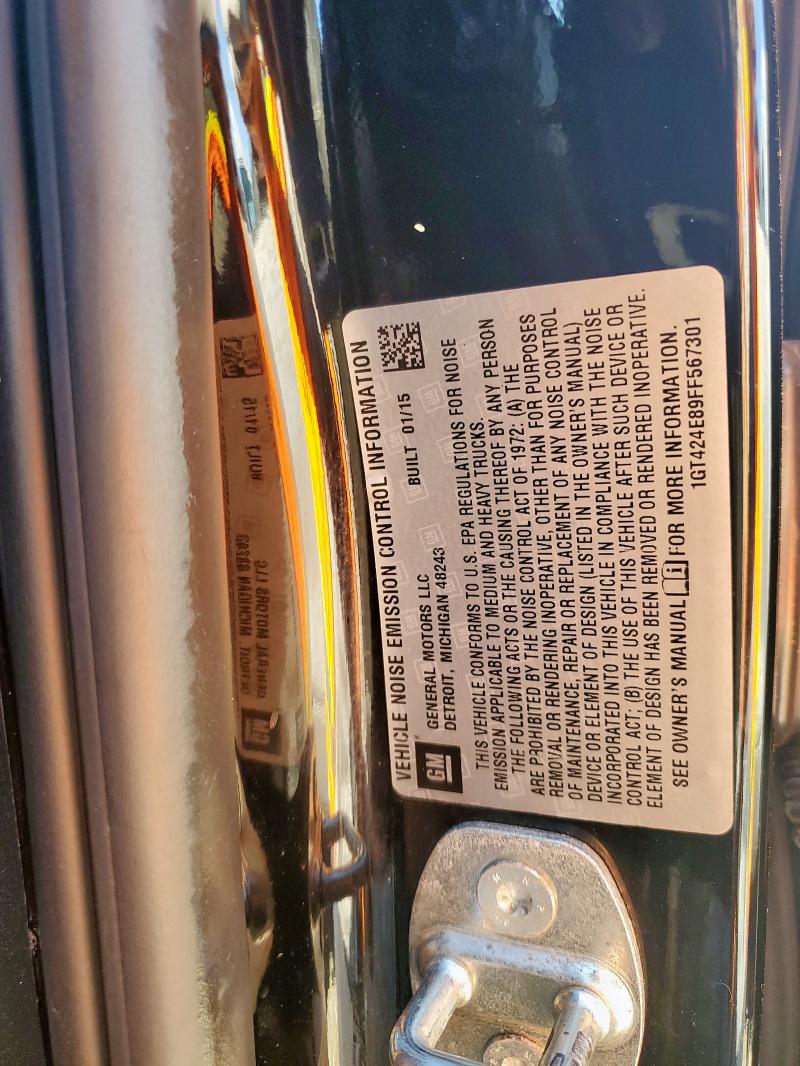 VEHICLE NOISE EMISSION CONTROL INFORMATION
GM
GENERAL MOTORS LLC
DETROIT, MICHIGAN 48243
BUILT 01/15
THIS VEHICLE CONFORMS TO U.S. EPA REGULATIONS FOR NOISE
EMISSION APPLICABLE TO MEDIUM AND HEAVY TRUCKS.
THE FOLLOWING ACTS OR THE CAUSING THEREOF BY ANY PERSON
ARE PROHIBITED BY THE NOISE CONTROL ACT OF 1972: (A) THE
REMOVAL OR RENDERING INOPERATIVE, OTHER THAN FOR PURPOSES
OF MAINTENANCE, REPAIR OR REPLACEMENT OF ANY NOISE CONTROL
DEVICE OR ELEMENT OF DESIGN (LISTED IN THE OWNER'S MANUAL)
INCORPORATED INTO THIS VEHICLE IN COMPLIANCE WITH THE NOISE
CONTROL ACT; (B) THE USE OF THIS VEHICLE AFTER SUCH DEVICE OR
ELEMENT OF DESIGN HAS BEEN REMOVED OR RENDERED INOPERATIVE.
SEE OWNER'S MANUAL FOR MORE INFORMATION.
1GT424E89FF567301